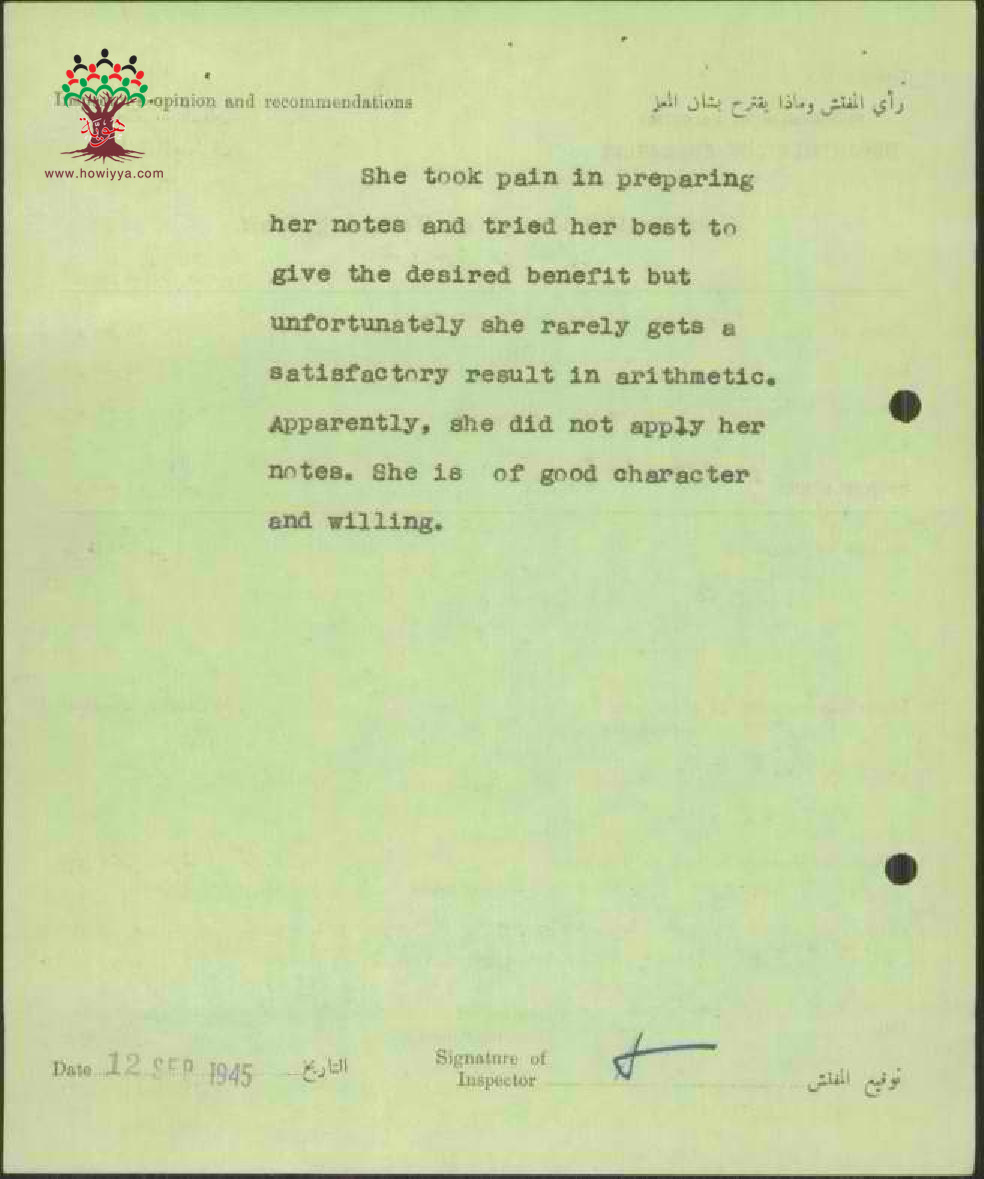 opinion and recommendations
رأي المفتش وماذا يقترح بشأن المعلم
هوية
www.howiyya.com
She took pain in preparing
her notes and tried her best to
give the desired benefit but
unfortunately she rarely gets a
satisfactory result in arithmetic.
Apparently, she did not apply her
notes. She is of good character
and willing.
Date 12 SEP 1945 التاريخ
Signature of
Inspector
توقيع المفتش